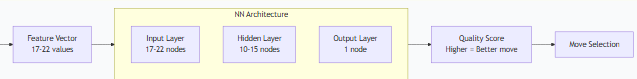 NN Architecture
Feature Vector
17-22 values
Input Layer
17-22 nodes
Hidden Layer
10-15 nodes
Output Layer
1 node
Quality Score
Higher = Better move
Move Selection